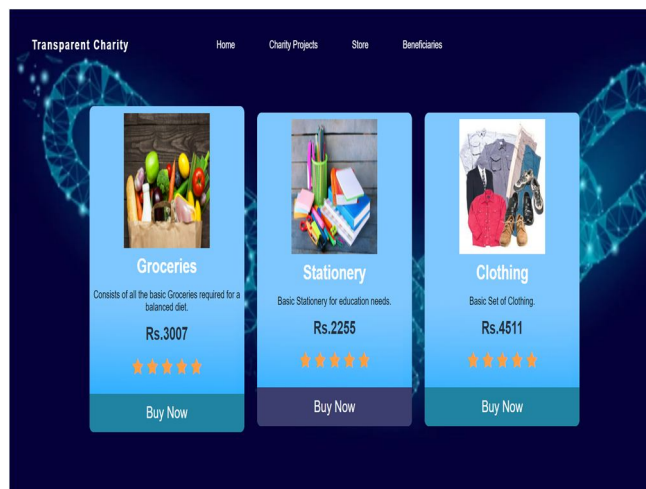 Transparent Charity
Home Charity Projects Store Beneficiaries
Groceries
Consists of all the basic Groceries required for a
balanced diet.
Rs.3007
Buy Now
Stationery
Basic Stationery for education needs.
Rs.2255
Buy Now
Clothing
Basic Set of Clothing.
Rs.4511
Buy Now